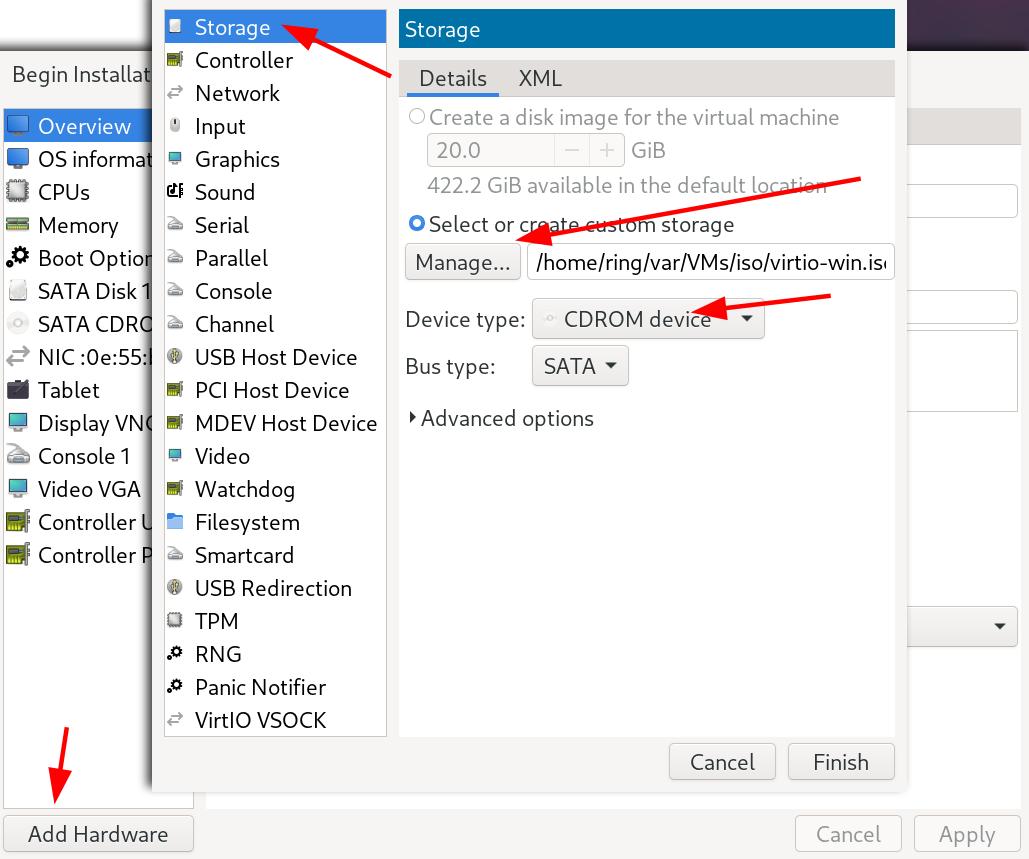 Begin Installat
Overview
OS informat
CPUs
Memory
Boot Option
SATA Disk 1
SATA CDRO
NIC :0e:55:
Tablet
Display VNC
Console 1
Video VGA
Controller U
Controller P
Add Hardware
Storage
Controller
Network
Input
Graphics
Sound
Serial
Parallel
Console
Channel
USB Host Device
PCI Host Device
MDEV Host Device
Video
Watchdog
Filesystem
Smartcard
USB Redirection
TPM
RNG
Panic Notifier
VirtIO VSOCK
Storage
Details XML
Create a disk image for the virtual machine
20.0 − + GiB
422.2 GiB available in the default location
Select or create custom storage
Manage... /home/ring/var/VMs/iso/virtio-win.iso
Device type: CDROM device
Bus type: SATA
Advanced options
Cancel Finish
Cancel Apply